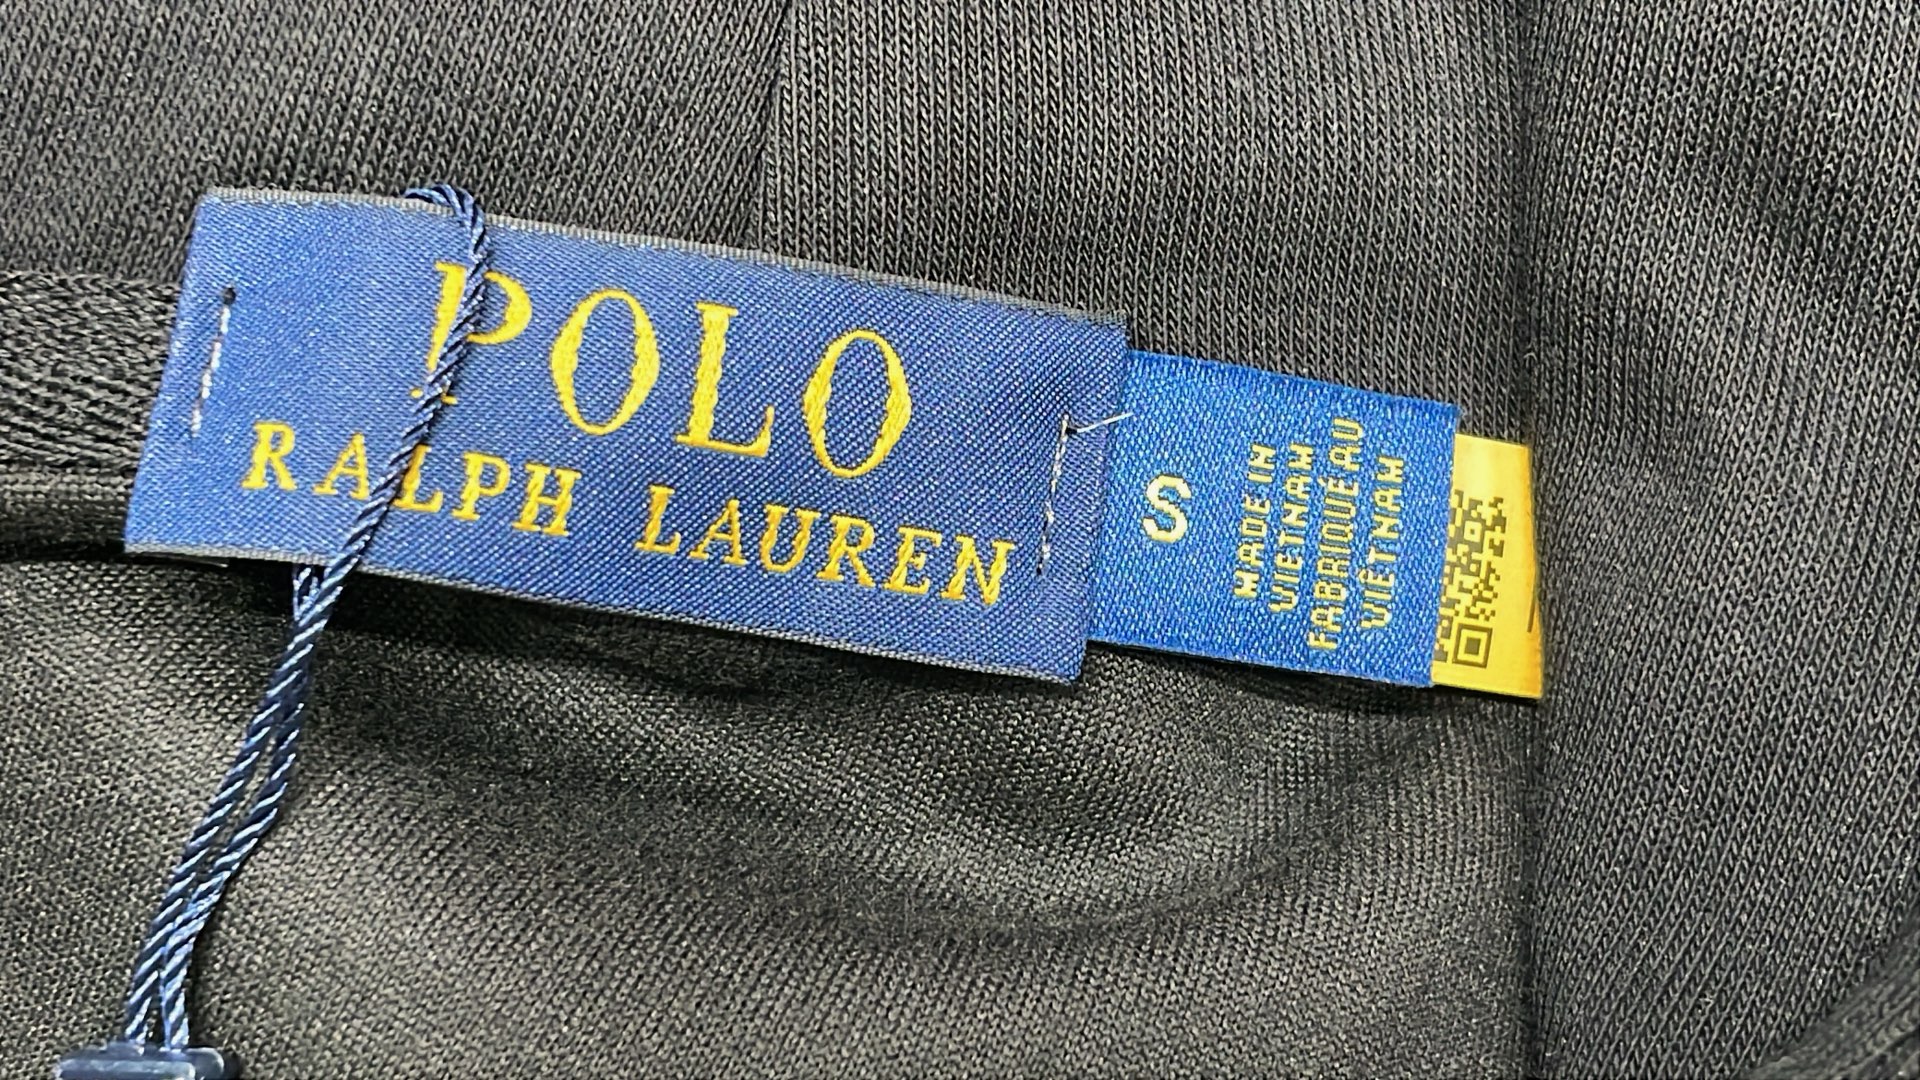 POLO
RALPH LAUREN
S
MADE IN
VIETNAM
FABRIQUÉ AU
VIÊTNAM